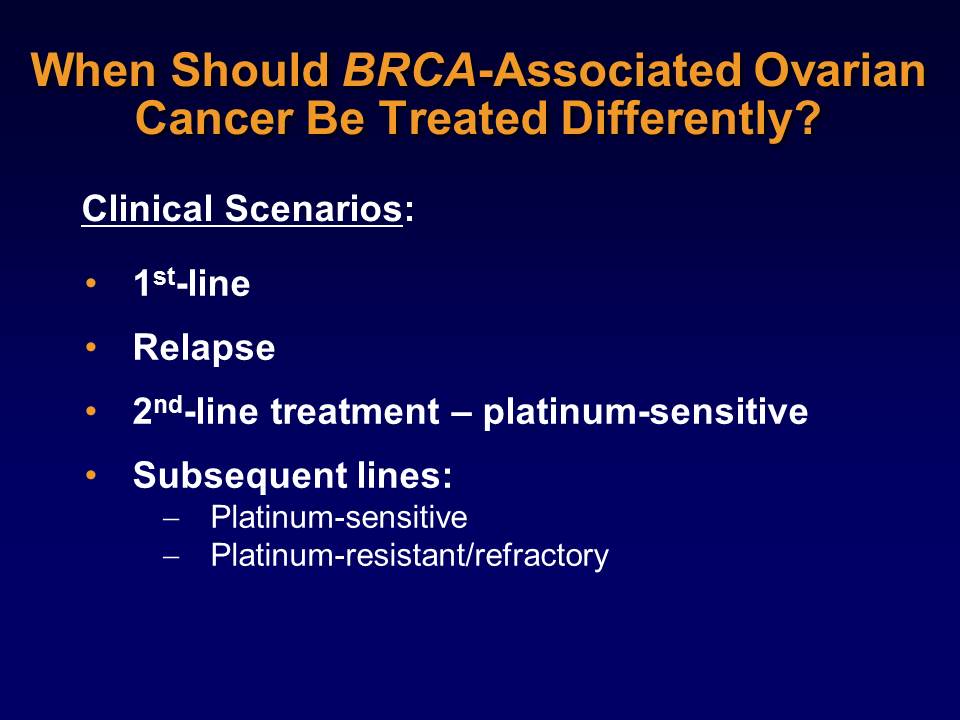 When Should BRCA-Associated Ovarian
Cancer Be Treated Differently?
Clinical Scenarios:
• 1st-line
• Relapse
• 2nd-line treatment – platinum-sensitive
• Subsequent lines:
– Platinum-sensitive
– Platinum-resistant/refractory